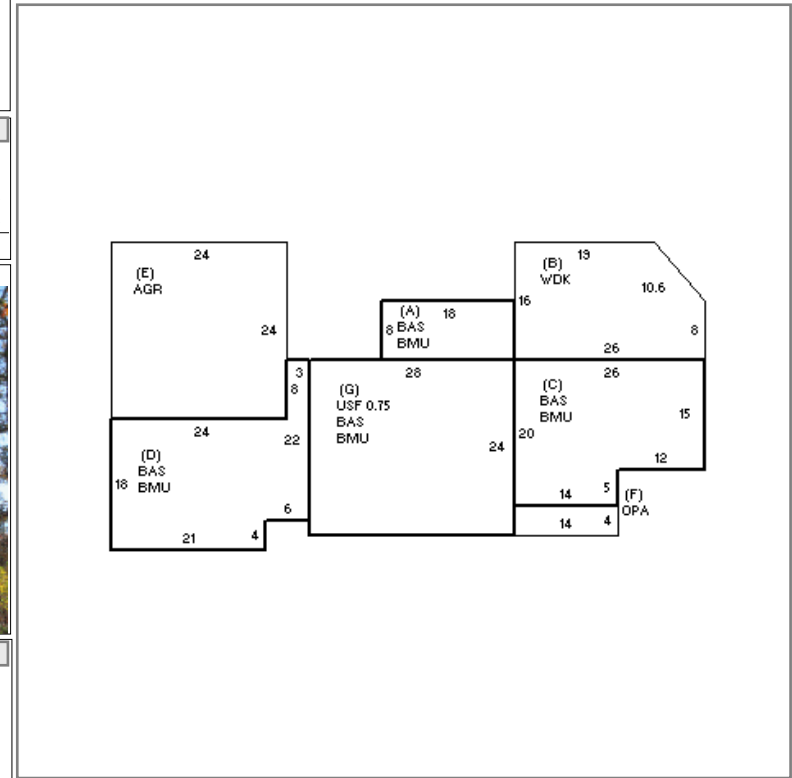 24
(E)
AGR
24
19
(B)
WDK
10.6
16
8
26
(A)
18
8
BAS
BMU
3
8
28
(G)
USF 0.75
BAS
BMU
24
22
26
(C)
BAS
BMU
15
20
12
14
5
(F)
OPA
14
4
24
(D)
BAS
18
BMU
6
21
4